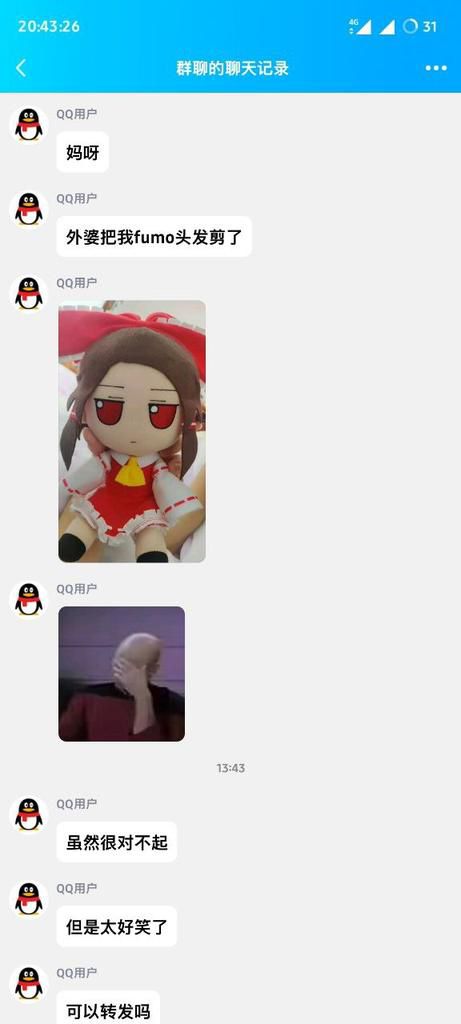 20:43:26
4G
31
群聊的聊天记录
QQ用户
妈呀
QQ用户
外婆把我fumo头发剪了
QQ用户
QQ用户
13:43
QQ用户
虽然很对不起
QQ用户
但是太好笑了
QQ用户
可以转发吗